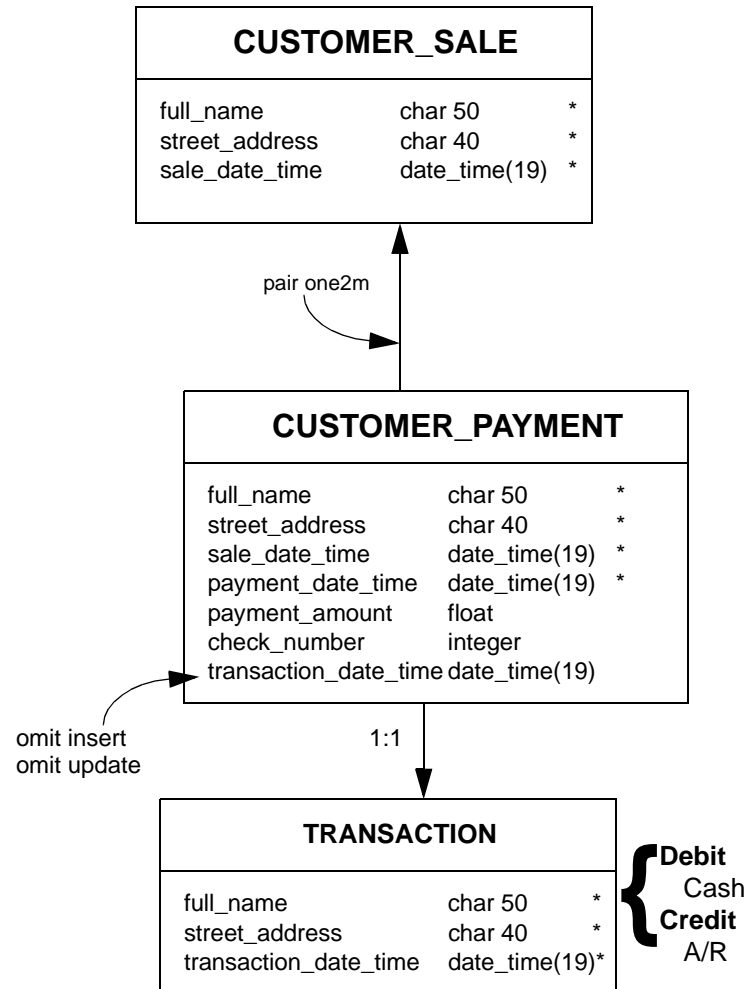 CUSTOMER_SALE
full_name char 50 *
street_address char 40 *
sale_date_time date_time(19) *
pair one2m
CUSTOMER_PAYMENT
full_name char 50 *
street_address char 40 *
sale_date_time date_time(19) *
payment_date_time date_time(19) *
payment_amount float
check_number integer
transaction_date_time date_time(19)
omit insert
omit update
1:1
TRANSACTION
full_name char 50 *
street_address char 40 *
transaction_date_time date_time(19)*
{
Debit
Cash
Credit
A/R